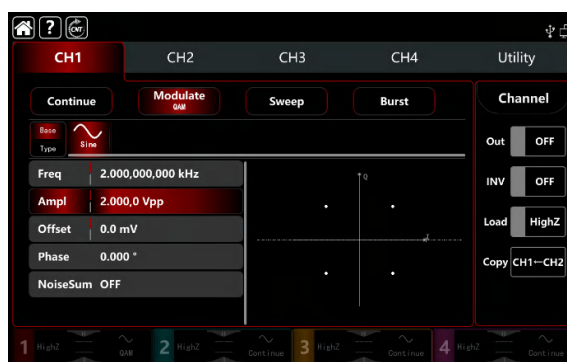 ? CNT
CH1 CH2 CH3 CH4 Utility
Continue Modulate QAM Sweep Burst Channel
Base Type Sine
Out OFF
Freq 2.000,000,000 kHz
Q
INV OFF
Ampl 2.000,0 Vpp
Offset 0.0 mV
Load HighZ
I
Phase 0.000 °
Copy CH1←CH2
NoiseSum OFF
1 HighZ QAM 2 HighZ Continue 3 HighZ Continue 4 HighZ Continue